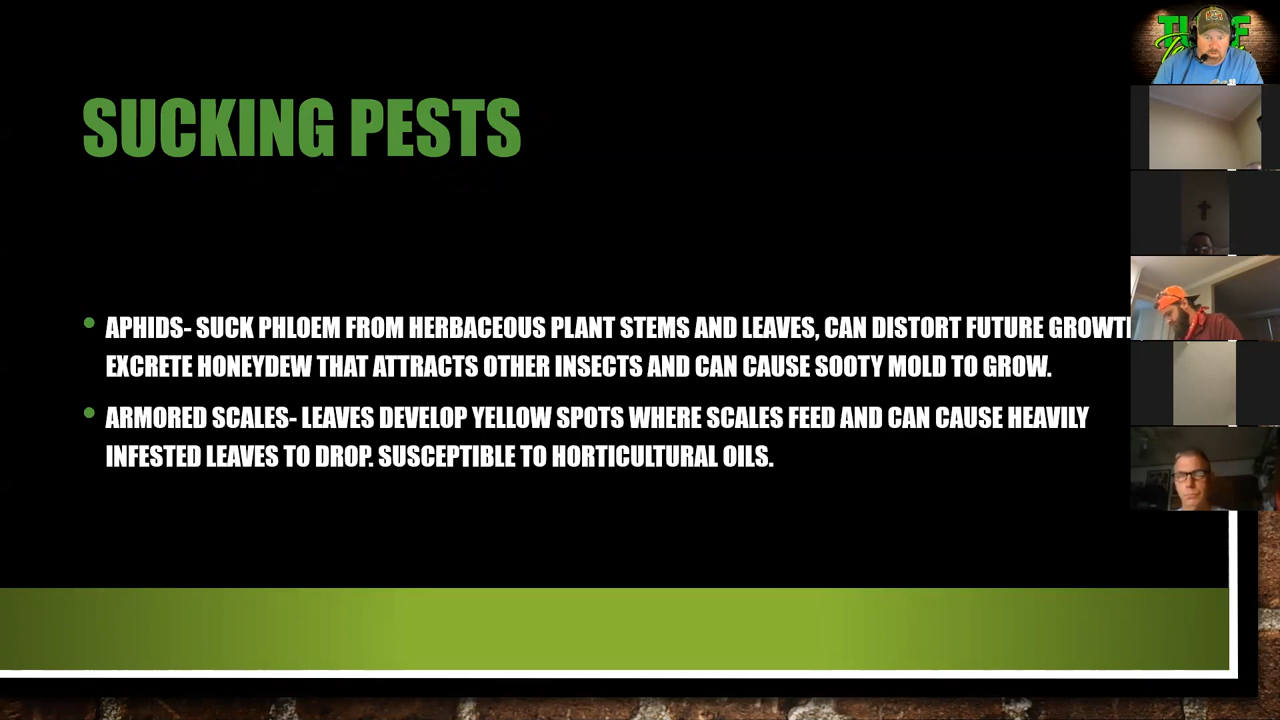 SUCKING PESTS
• APHIDS- SUCK PHLOEM FROM HERBACEOUS PLANT STEMS AND LEAVES, CAN DISTORT FUTURE
EXCRETE HONEYDEW THAT ATTRACTS OTHER INSECTS AND CAN CAUSE SOOTY MOLD TO GROW.
• ARMORED SCALES- LEAVES DEVELOP YELLOW SPOTS WHERE SCALES FEED AND CAN CAUSE HEAVILY
INFESTED LEAVES TO DROP. SUSCEPTIBLE TO HORTICULTURAL OILS.